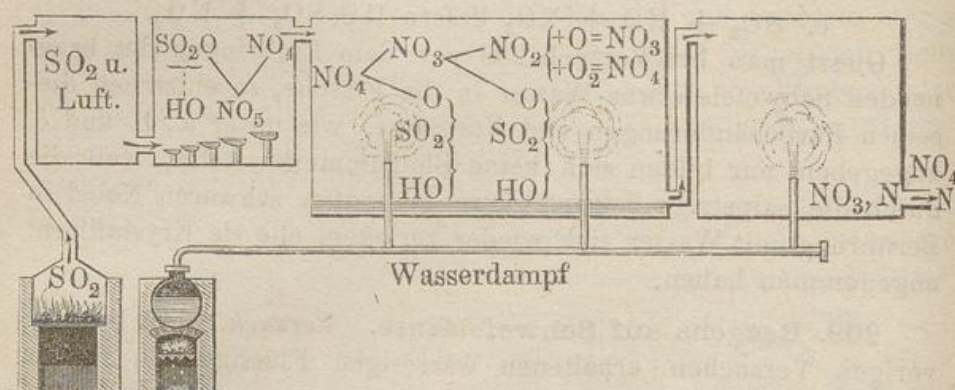 SO₂ u.
Luft.
SO₂O NO₄
HO NO₅
NO₄ NO₃ NO₂ {+O=NO₃
+O₂=NO₄
O O
SO₂ SO₂
HO HO
NO₃, N
NO₄
N
Wasserdampf
SO₂